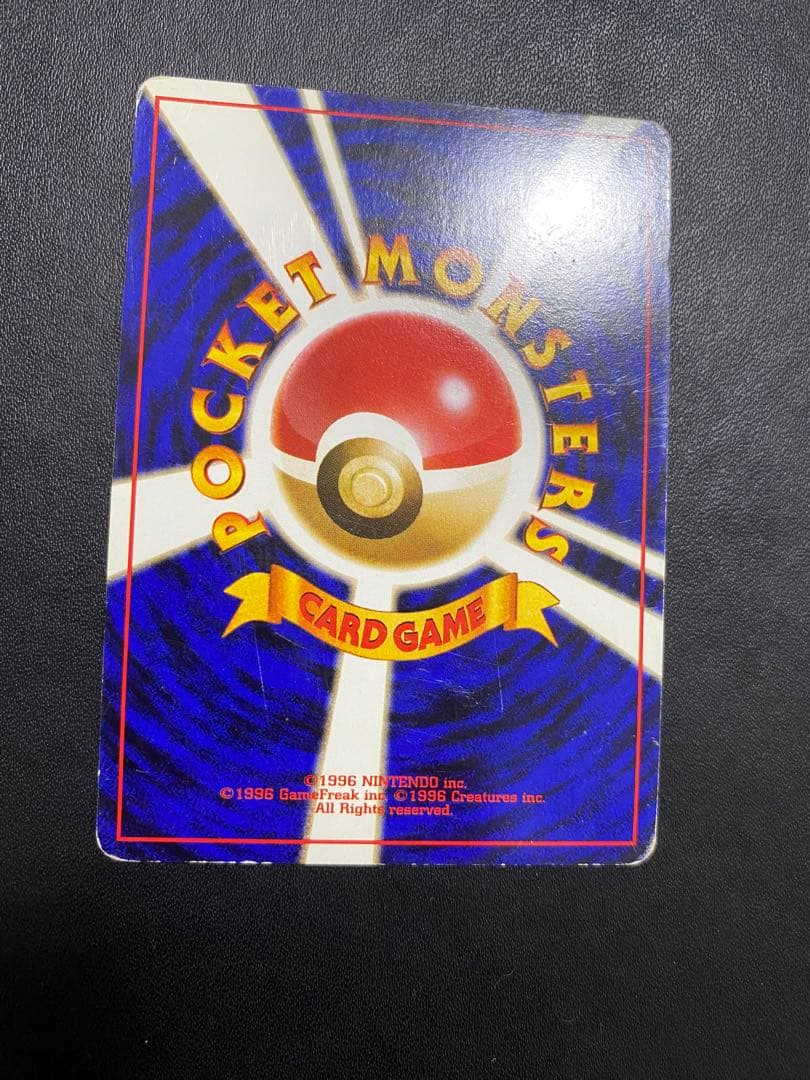 POCKET MONSTERS
CARD GAME
©1996 NINTENDO inc.
©1996 GameFreak inc. ©1996 Creatures inc.
All Rights reserved.